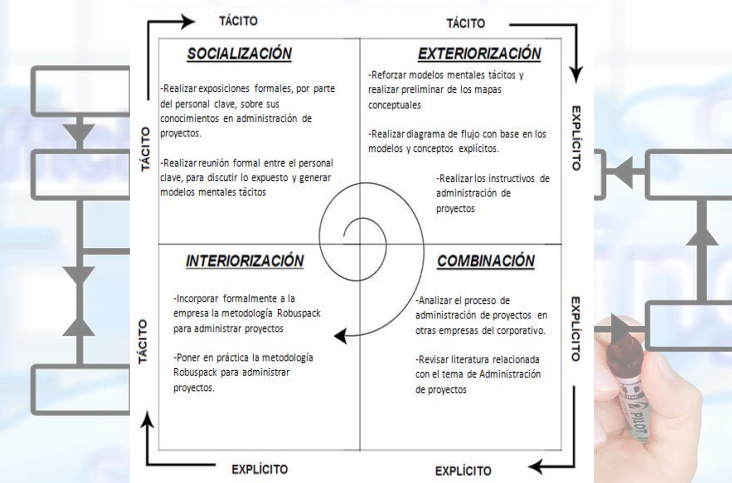 TÁCITO
TÁCITO
SOCIALIZACIÓN
-Realizar exposiciones formales, por parte
del personal clave, sobre sus
conocimientos en administración de
proyectos.
-Realizar reunión formal entre el personal
clave, para discutir lo expuesto y generar
modelos mentales tácitos
TÁCITO
EXTERIORIZACIÓN
-Reforzar modelos mentales tácitos y
realizar preliminar de los mapas
conceptuales
-Realizar diagrama de flujo con base en los
modelos y conceptos explícitos.
-Realizar los instructivos de
administración de
proyectos
EXPLÍCITO
INTERIORIZACIÓN
-Incorporar formalmente a la
empresa la metodología Robuspack
para administrar proyectos
-Poner en práctica la metodología
Robuspack para administrar
proyectos.
TÁCITO
EXPLÍCITO
COMBINACIÓN
-Analizar el proceso de
administración de proyectos en
otras empresas del corporativo.
-Revisar literatura relacionada
con el tema de Administración
de proyectos
EXPLÍCITO
EXPLÍCITO
PILOT